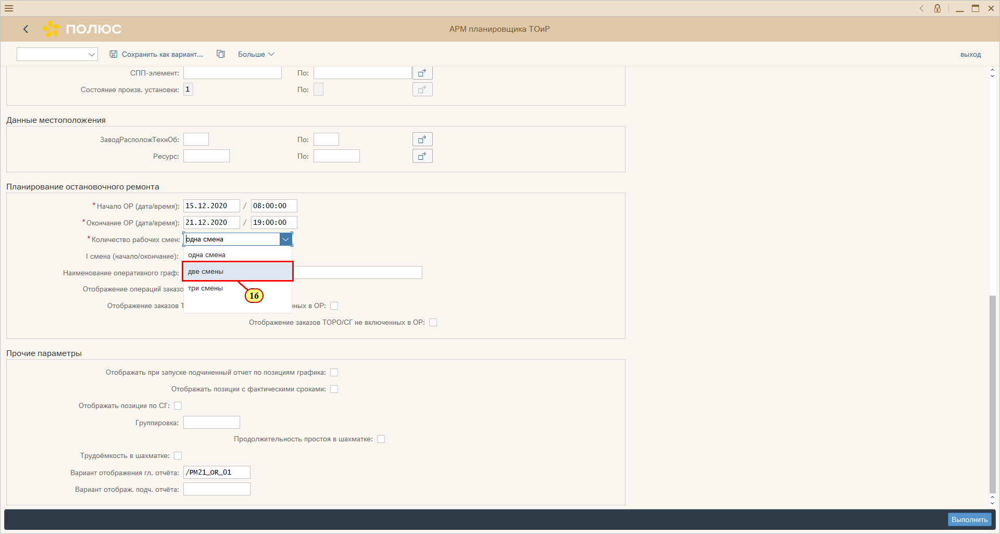 ПОЛЮС
АРМ планировщика ТОиР
Сохранить как вариант...
Больше
выход
СПП-элемент:
По:
Состояние произв. установки: 1
По:
Данные местоположения
ЗаводРасположТехнОб:
По:
Ресурс:
По:
Планирование остановочного ремонта
* Начало ОР (дата/время): 15.12.2020 / 08:00:00
* Окончание ОР (дата/время): 21.12.2020 / 19:00:00
* Количество рабочих смен: одна смена
I смена (начало/окончание):
одна смена
Наименование оперативного граф:
две смены
Отображение операций заказо
три смены
16
Отображение заказов Т
нных в ОР:
Отображение заказов ТОРО/СГ не включенных в ОР:
Прочие параметры
Отображать при запуске подчиненный отчет по позициям графика:
Отображать позиции с фактическими сроками:
Отображать позиции по СГ:
Группировка:
Продолжительность простоя в шахматке:
Трудоёмкость в шахматке:
Вариант отображения гл. отчёта: /PM21_OR_01
Вариант отображ. подч. отчёта:
Выполнить